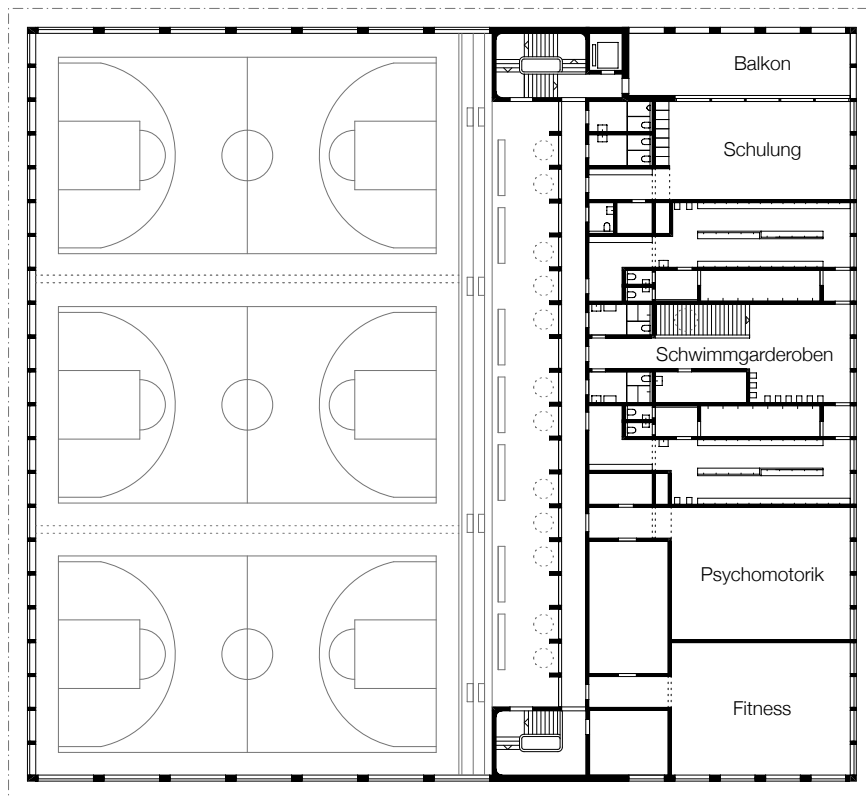 Balkon
Schulung
Schwimmgarderoben
Psychomotorik
Fitness